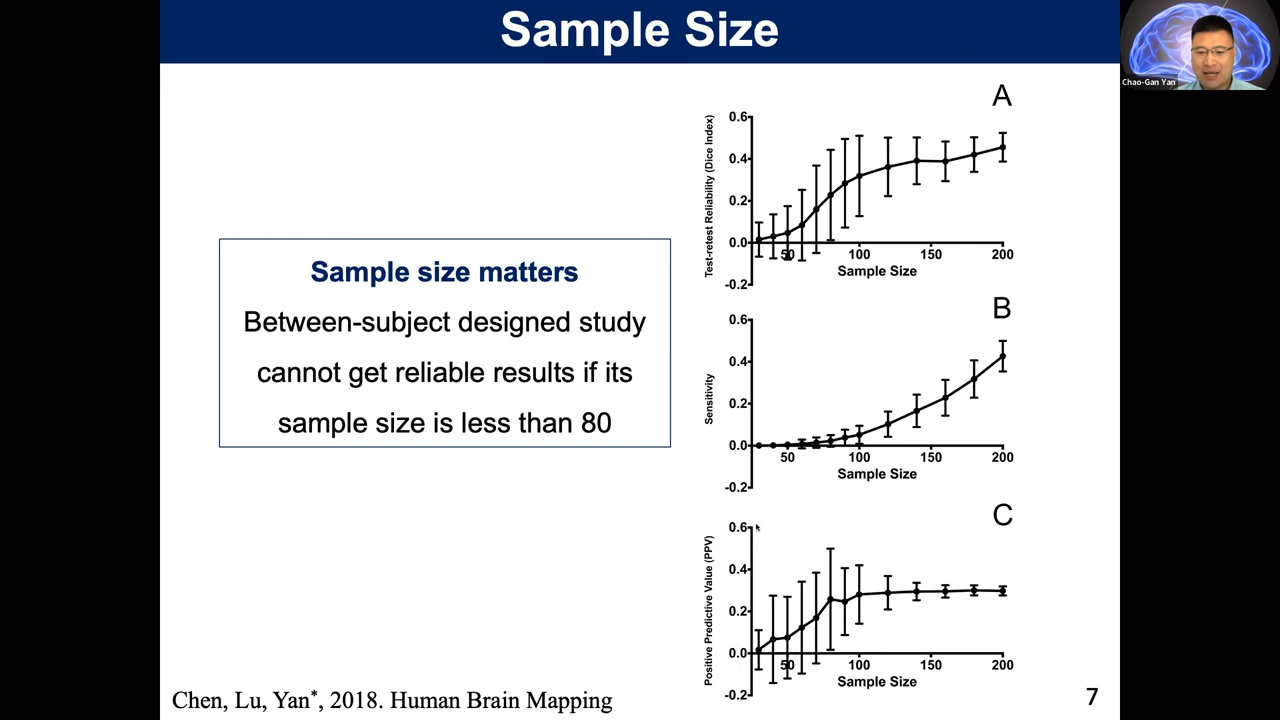 Sample Size
Chao-Gan Yan
Sample size matters
Between-subject designed study
cannot get reliable results if its
sample size is less than 80
A
Test-retest Reliability (Dice Index)
0.6
0.4
0.2
0.0
-0.2
50
100
150
200
Sample Size
B
Sensitivity
0.6
0.4
0.2
0.0
-0.2
50
100
150
200
Sample Size
C
Positive Predictive Value (PPV)
0.6
0.4
0.2
0.0
-0.2
50
100
150
200
Sample Size
Chen, Lu, Yan*, 2018. Human Brain Mapping
7